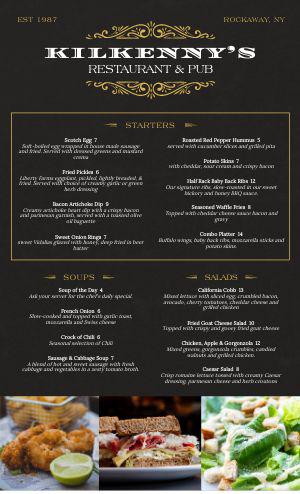 EST 1987
ROCKAWAY, NY
KILKENNY'S
RESTAURANT & PUB
STARTERS
Scotch Egg 7
Soft-boiled egg wrapped in house made sausage
and fried. Served with dressed greens and mustard
crema
Fried Pickles 6
Liberty farms eggplant, pickled, lightly breaded, &
fried. Served with choice of creamy garlic or green
herb dressing
Bacon Artichoke Dip 9
Creamy artichoke heart dip with a crispy bacon
and parmesan garnish, served with a toasted olive
oil baguette
Sweet Onion Rings 7
sweet Vidalias glazed with honey, deep fried in beer
batter
Roasted Red Pepper Hummus 5
served with cucumber slices and grilled pita
Potato Skins 7
with cheddar, sour cream and crispy bacon
Half Rack Baby Back Ribs 12
Our signature ribs, slow-roasted in our sweet
hickory and honey BBQ sauce.
Seasoned Waffle Fries 8
Topped with cheddar cheese sauce bacon and
gravy
Combo Platter 14
Buffalo wings, baby back ribs, mozzarella sticks and
potato skins.
SOUPS
Soup of the Day 4
Ask your server for the chef's daily special
French Onion 6
Slow-cooked and topped with garlic toast,
mozzarella and Swiss cheese
Crock of Chili 6
Seasonal selection of Chili
Sausage & Cabbage Soup 7
A blend of hot and sweet sausage with fresh
cabbage and vegetables in a zesty tomato broth.
SALADS
California Cobb 13
Mixed lettuce with sliced egg, crumbled bacon,
avocado, cherry tomatoes, cheddar cheese and
grilled chicken
Fried Goat Cheese Salad 10
Topped with crispy and gooey fried goat cheese
Chicken, Apple & Gorgonzola 12
Mixed greens, gorgonzola crumbles, candied
walnuts and grilled chicken.
Caesar Salad 8
Crisp romaine lettuce tossed with creamy Caesar
dressing, parmesan cheese and herb croutons